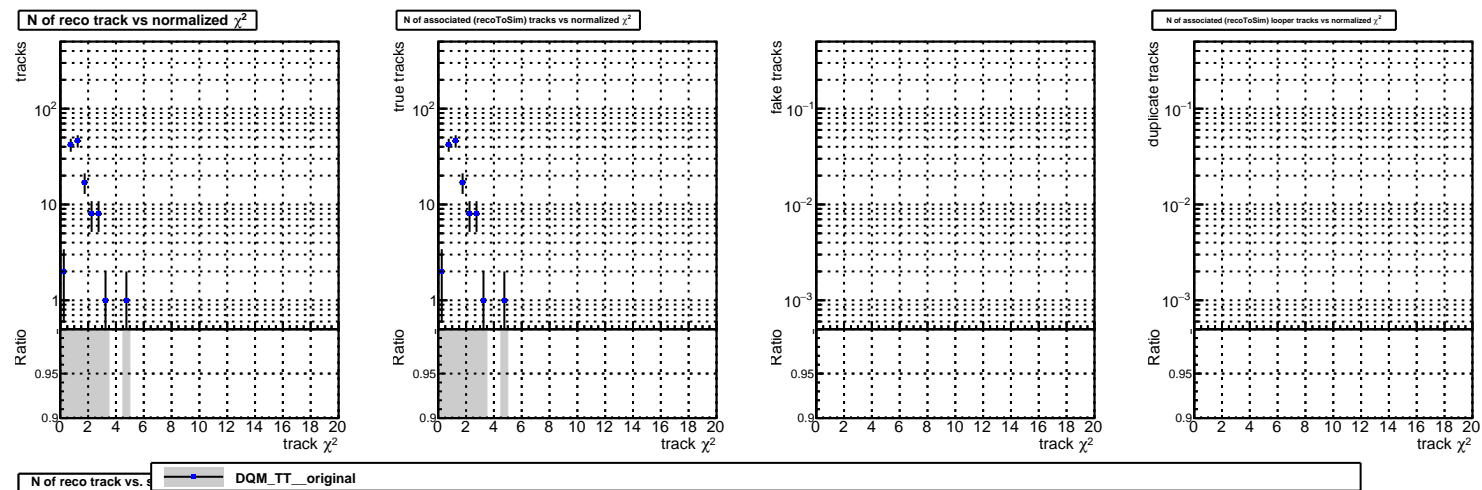 N of reco track vs normalized χ²
tracks
10²
10
1
Ratio
0.95
0.9
0 2 4 6 8 10 12 14 16 18 20
track χ²
N of associated (recoToSim) tracks vs normalized χ²
true tracks
10²
10
1
Ratio
0.95
0.9
0 2 4 6 8 10 12 14 16 18 20
track χ²
fake tracks
10⁻¹
10⁻²
10⁻³
Ratio
0.95
0.9
0 2 4 6 8 10 12 14 16 18 20
track χ²
N of associated (recoToSim) looper tracks vs normalized χ²
duplicate tracks
10⁻¹
10⁻²
10⁻³
Ratio
0.95
0.9
0 2 4 6 8 10 12 14 16 18 20
track χ²
N of reco track vs.
DQM_TT__original